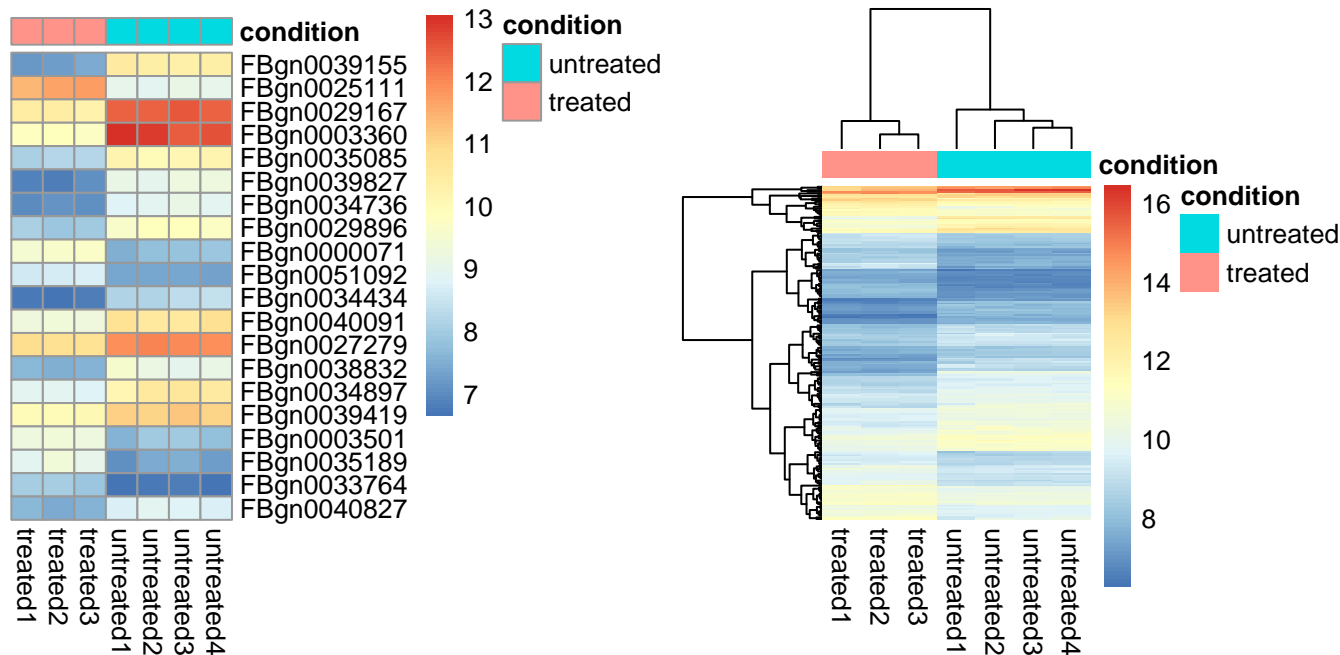 condition
FBgn0039155
FBgn0025111
FBgn0029167
FBgn0003360
FBgn0035085
FBgn0039827
FBgn0034736
FBgn0029896
FBgn0000071
FBgn0051092
FBgn0034434
FBgn0040091
FBgn0027279
FBgn0038832
FBgn0034897
FBgn0039419
FBgn0003501
FBgn0035189
FBgn0033764
FBgn0040827
treated1
treated2
treated3
untreated1
untreated2
untreated3
untreated4
13
12
11
10
9
8
7
condition
untreated
treated
condition
treated1
treated2
treated3
untreated1
untreated2
untreated3
untreated4
16
14
12
10
8
condition
untreated
treated